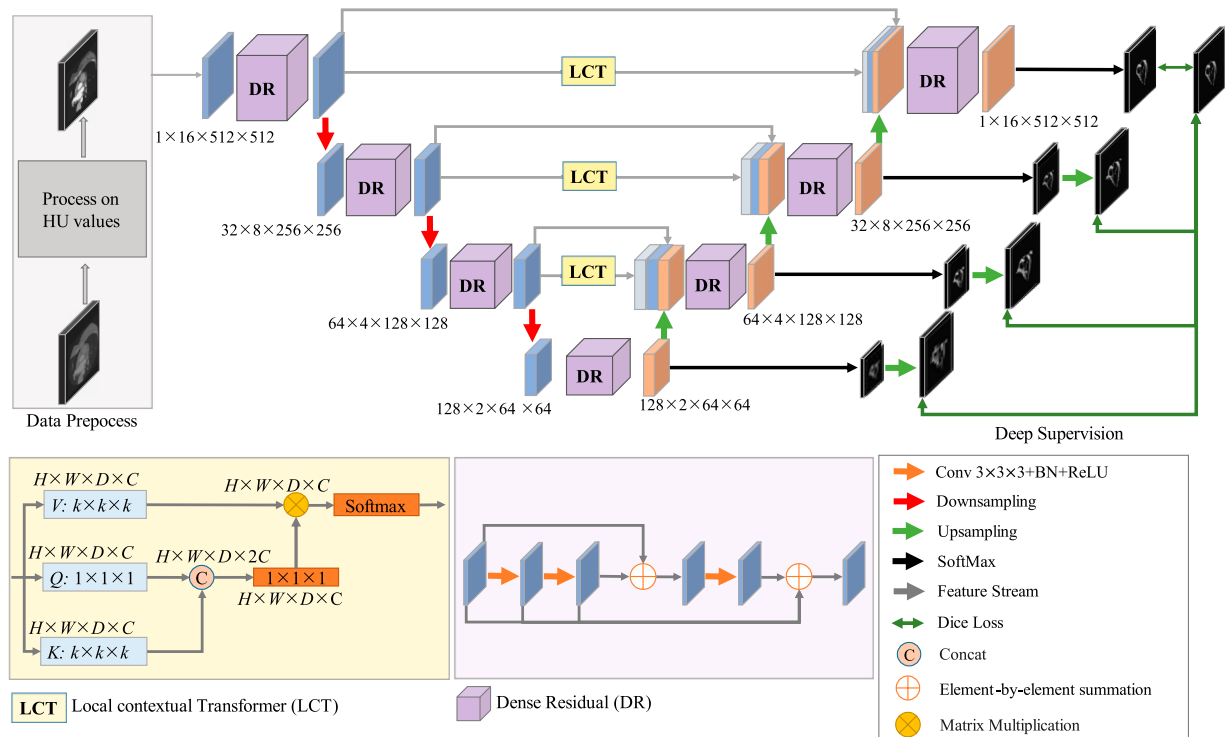 LCT
DR
DR
1×16×512×512
1×16×512×512
Process on
HU values
DR
LCT
DR
32×8×256×256
32×8×256×256
DR
LCT
DR
64×4×128×128
64×4×128×128
DR
128×2×64 ×64
128×2×64×64
Data Prepocess
Deep Supervision
H×W×D×C
V: k×k×k
H×W×D×C
Softmax
H×W×D×C
Q: 1×1×1
H×W×D×2C
C
1×1×1
H×W×D×C
H×W×D×C
K: k×k×k
LCT Local contextual Transformer (LCT)
Dense Residual (DR)
Conv 3×3×3+BN+ReLU
Downsampling
Upsampling
SoftMax
Feature Stream
Dice Loss
C Concat
Element-by-element summation
Matrix Multiplication